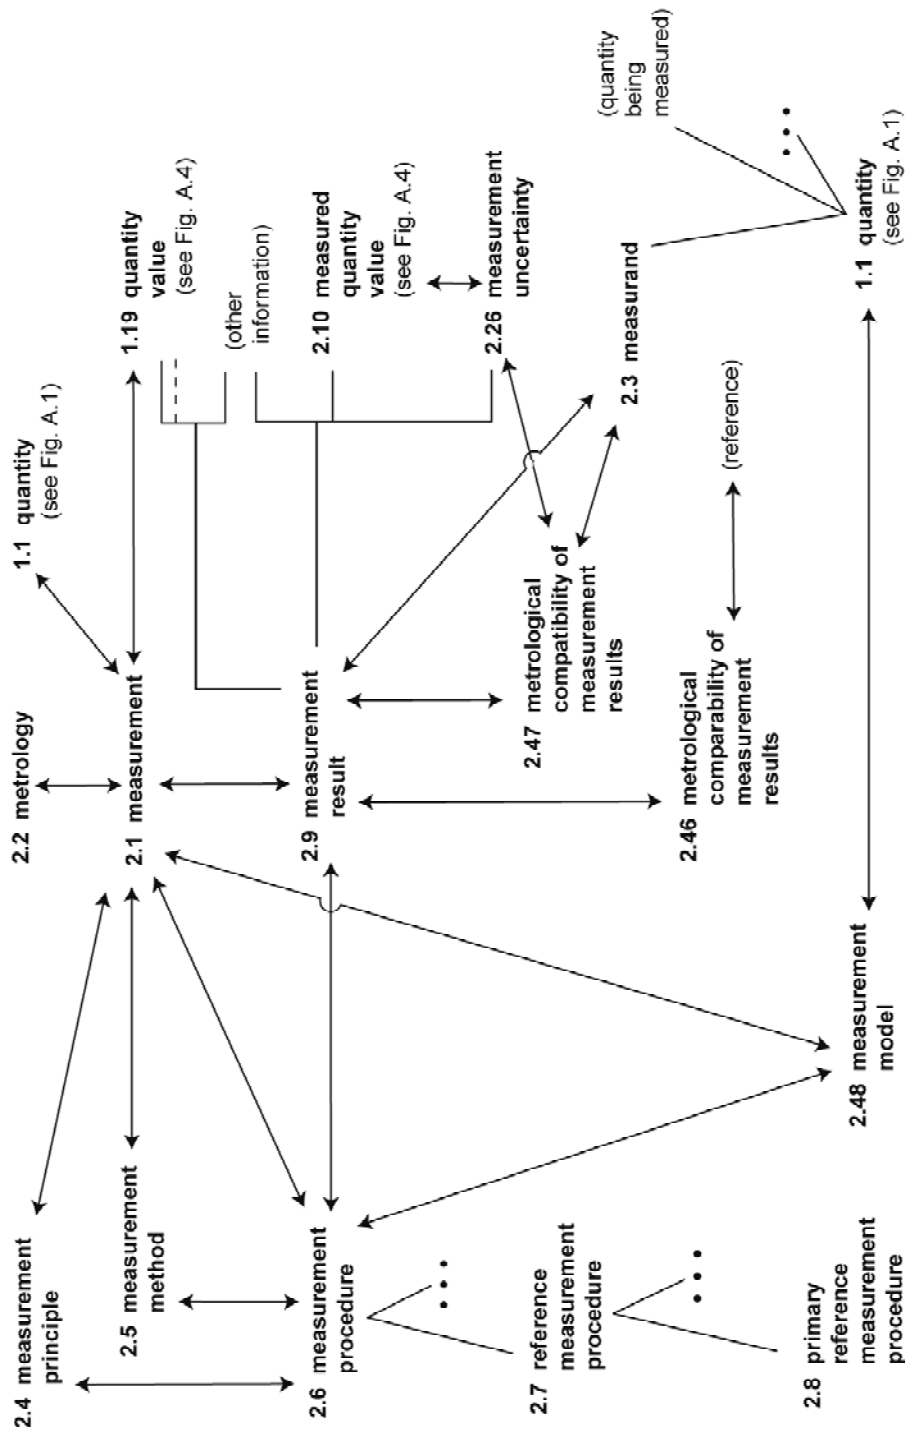 2.2 metrology
1.1 quantity
(see Fig. A.1)
2.4 measurement
principle
2.5 measurement
method
2.1 measurement
1.19 quantity
value
(see Fig. A.4)
(other
information)
2.6 measurement
procedure
2.9 measurement
result
2.10 measured
quantity
value
(see Fig. A.4)
2.26 measurement
uncertainty
2.7 reference
measurement
procedure
2.47 metrological
compatibility of
measurement
results
2.3 measurand
(quantity
being
measured)
2.46 metrological
comparability of
measurement
results
(reference)
2.8 primary
reference
measurement
procedure
2.48 measurement
model
1.1 quantity
(see Fig. A.1)